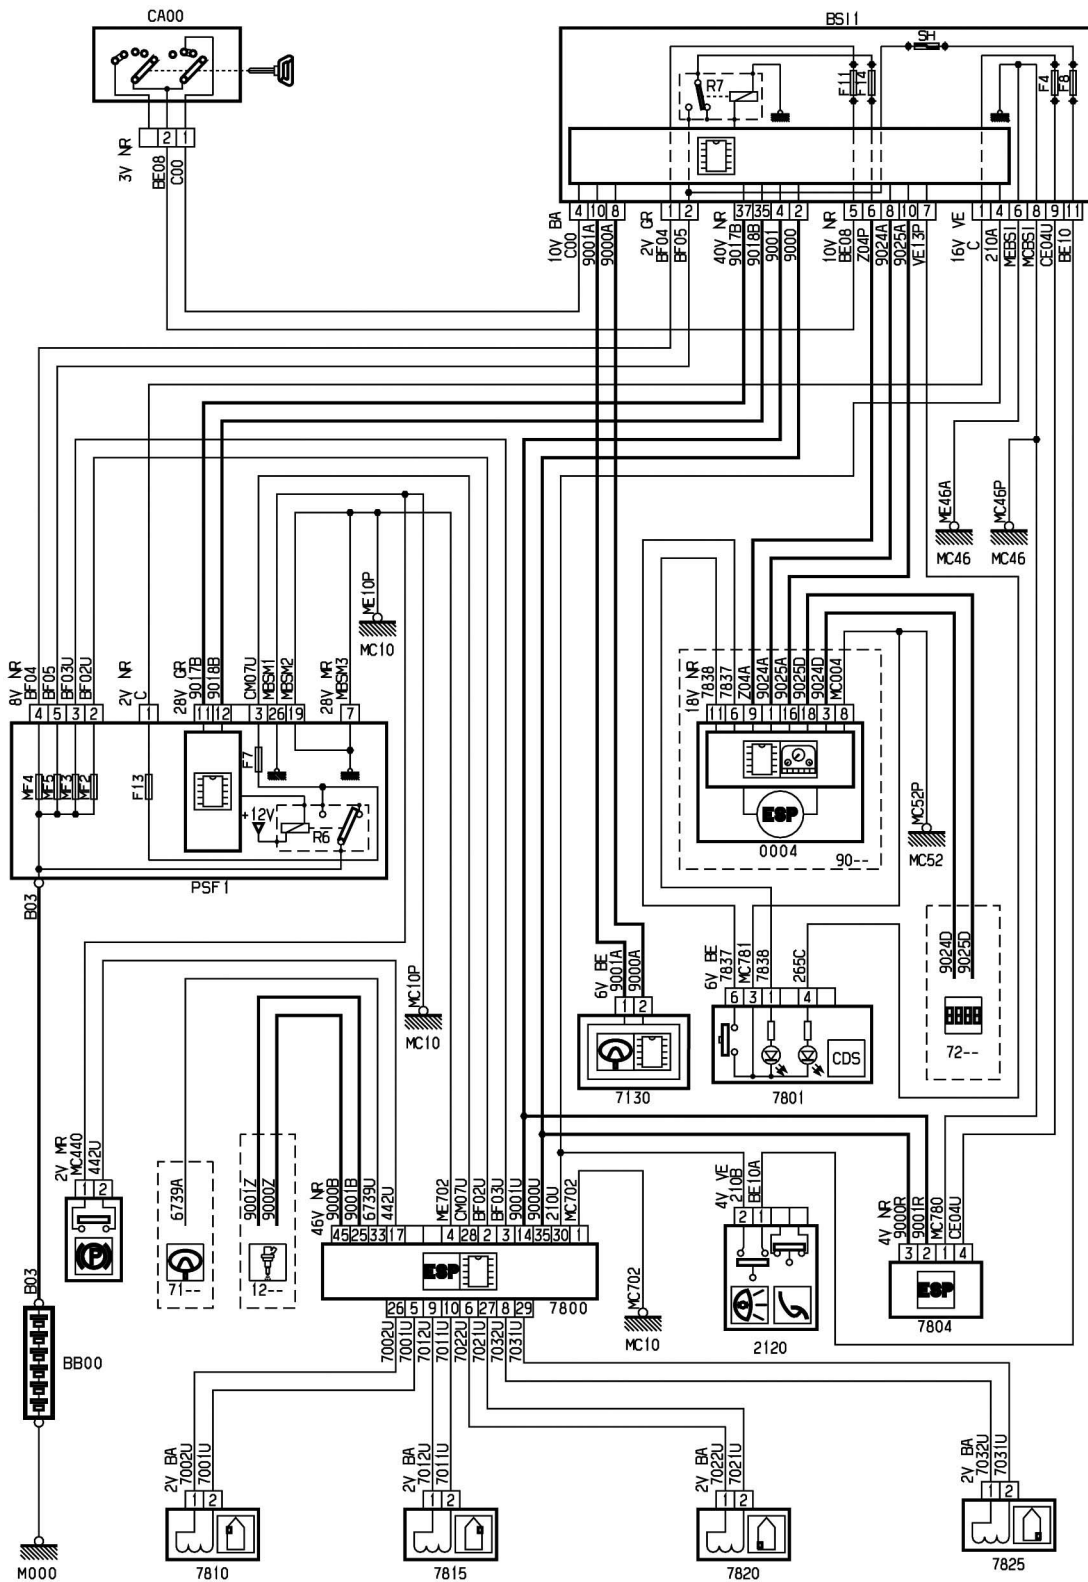 CA00
BSI1
SH
R7
F11
F14
F4
F8
2 1
3V NR
BE08
C00
4 10 8
1 2
37 35 4 2
5 6 8 10 7
1 4 6 8 9 11
10V BA
C00
9001A
9000A
2V GR
BF04
BF05
40V NR
9017B
9018B
9001
9000
10V NR
BE08
Z04P
9024A
9025A
VE13P
16V VE
C
210A
MEBSI
MCBSI
CE04U
BE10
ME46A
MC46
MC46P
MC46
ME10P
MC10
8V NR
BF04
BF05
BF03U
BF02U
2V NR
C
28V GR
9017B
9018B
CM07U
MBSM1
MBSM2
28V MR
MBSM3
4 5 3 2
1
11 12
3 26 19
7
MF4
MF5
MF3
MF2
F13
F7
+12V
R6
PSF1
B03
18V NR
7838
7837
Z04A
9024A
9025A
9025D
9024D
MC004
11 6 9 1 16 18 3 8
ESP
0004
90--
MC52P
MC52
9024D
9025D
72--
6V BE
7837
MC781
7838
265C
6 3 1 4
CDS
7801
6V BE
9001A
9000A
1 2
7130
MC10P
MC10
2V MR
MC440
442U
1 2
P
6739A
71--
9001Z
9000Z
12--
46V NR
9000B
9001B
6739U
442U
ME702
CM07U
BF02U
BF03U
9001U
9000U
210U
MC702
45 25 33 17
4 28 2 3 14 35 30 1
ESP
7800
26 5 9 10 6 27 8 29
7002U
7001U
7012U
7011U
7022U
7021U
7032U
7031U
MC702
MC10
4V VE
210B
BE10A
2 1
2120
4V NR
9000R
9001R
MC780
CE04U
3 2 1 4
ESP
7804
B03
BB00
M000
2V BA
7002U
7001U
1 2
7810
2V BA
7012U
7011U
1 2
7815
2V BA
7022U
7021U
1 2
7820
2V BA
7032U
7031U
1 2
7825